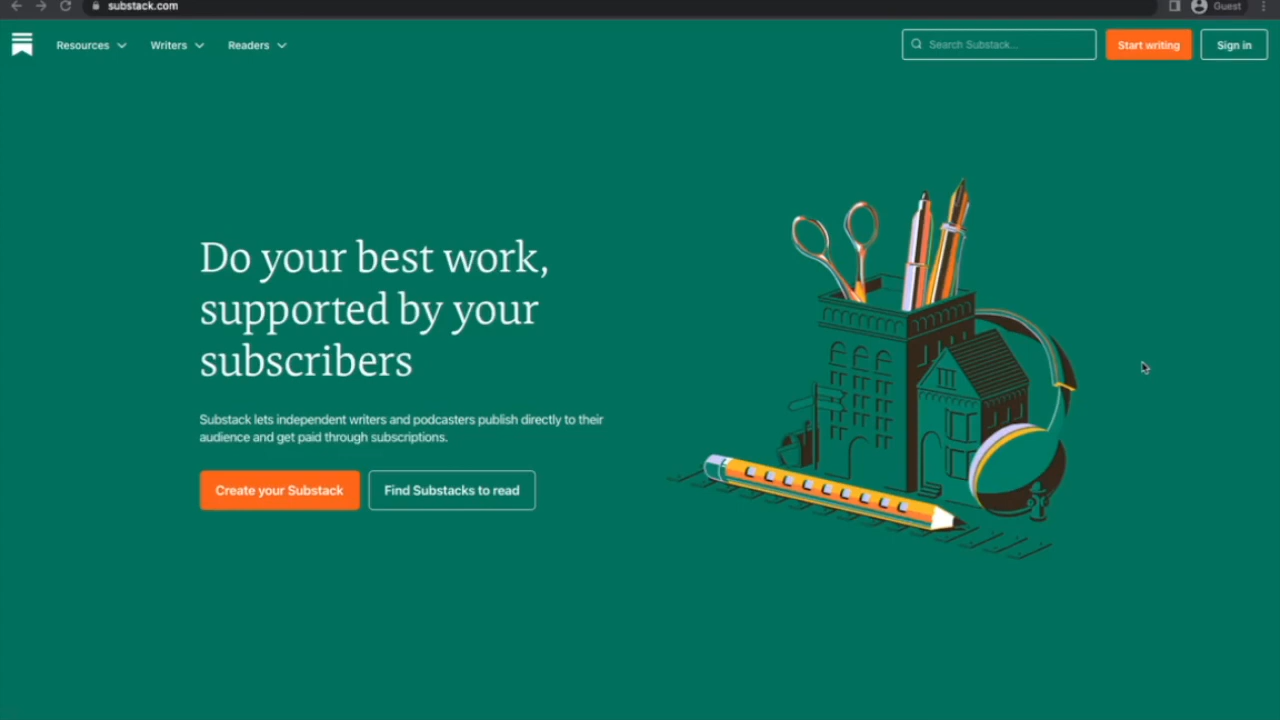 substack.com
Guest
Resources
Writers
Readers
Search Substack...
Start writing
Sign in
Do your best work,
supported by your
subscribers
Substack lets independent writers and podcasters publish directly to their
audience and get paid through subscriptions.
Create your Substack
Find Substacks to read